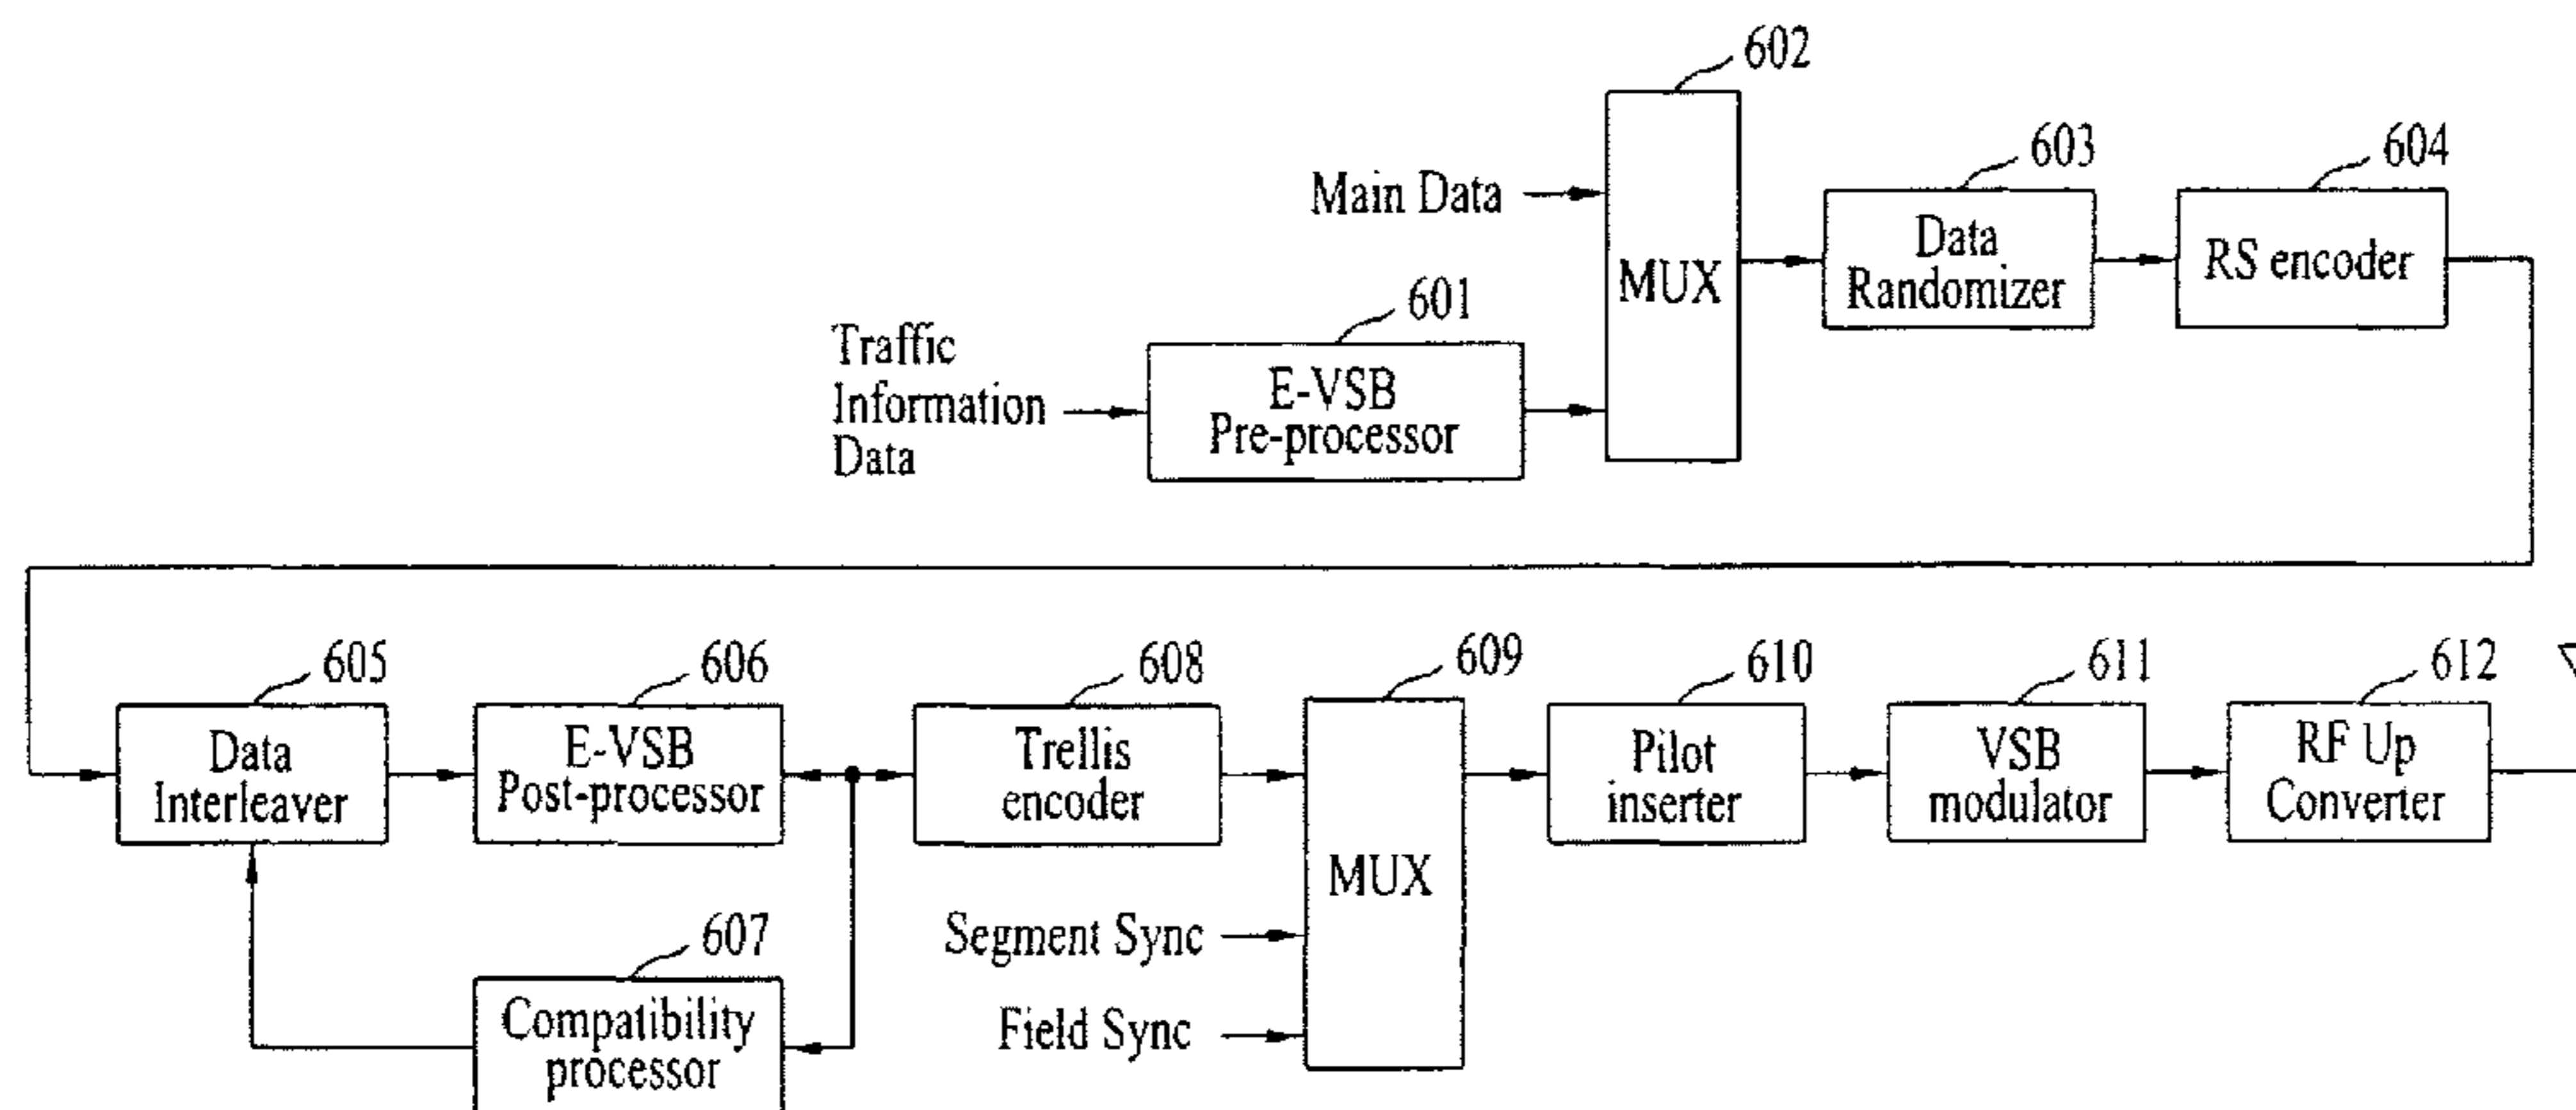 602
Main Data
MUX
603
Data
Randomizer
604
RS encoder
Traffic
Information
Data
601
E-VSB
Pre-processor
605
Data
Interleaver
606
E-VSB
Post-processor
607
Compatibility
processor
608
Trellis
encoder
Segment Sync
Field Sync
609
MUX
610
Pilot
inserter
611
VSB
modulator
612
RF Up
Converter